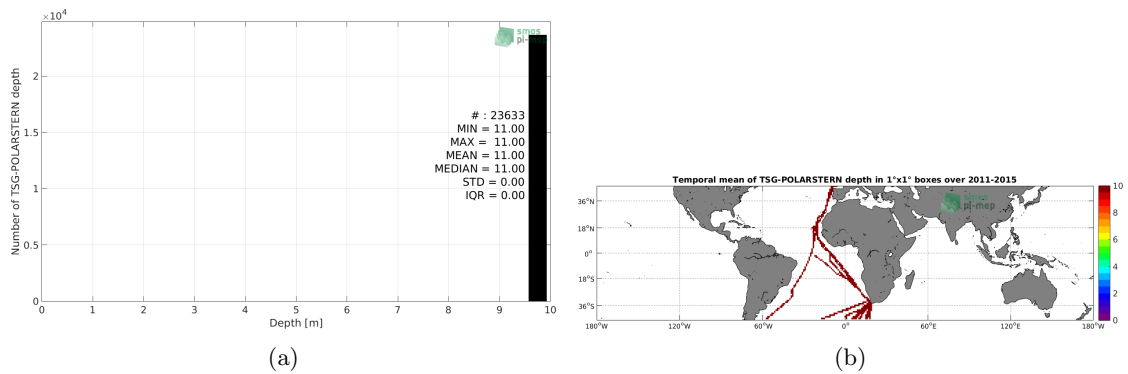 ×10⁴
Number of TSG-POLARSTERN depth
2
1.5
1
0.5
0
smos
pi-mep
# : 23633
MIN = 11.00
MAX = 11.00
MEAN = 11.00
MEDIAN = 11.00
STD = 0.00
IQR = 0.00
0 1 2 3 4 5 6 7 8 9 10
Depth [m]
(a)
Temporal mean of TSG-POLARSTERN depth in 1°x1° boxes over 2011-2015
smos
pi-mep
36°N
18°N
0°
18°S
36°S
180°W 120°W 60°W 0° 60°E 120°E 180°W
10
8
6
4
2
0
(b)